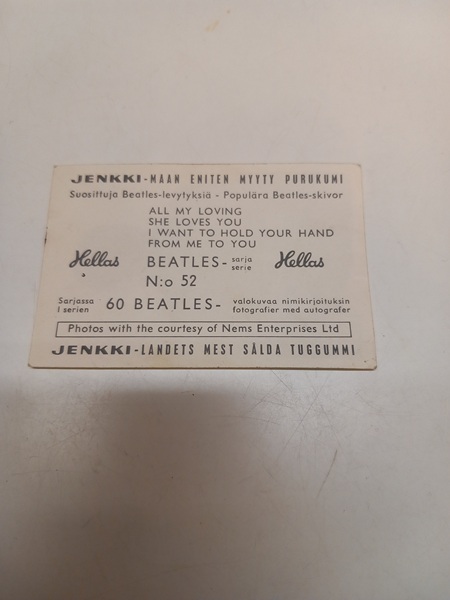 JENKKI-MAAN ENITEN MYYTY PURUKUMI
Suosittuja Beatles-levytyksiä - Populära Beatles-skivor
ALL MY LOVING
SHE LOVES YOU
I WANT TO HOLD YOUR HAND
FROM ME TO YOU
Hellas BEATLES- sarja serie Hellas
N:o 52
Sarjassa I serien 60 BEATLES- valokuvaa nimikirjoituksin fotografier med autografer
Photos with the courtesy of Nems Enterprises Ltd
JENKKI-LANDETS MEST SÅLDA TUGGUMMI